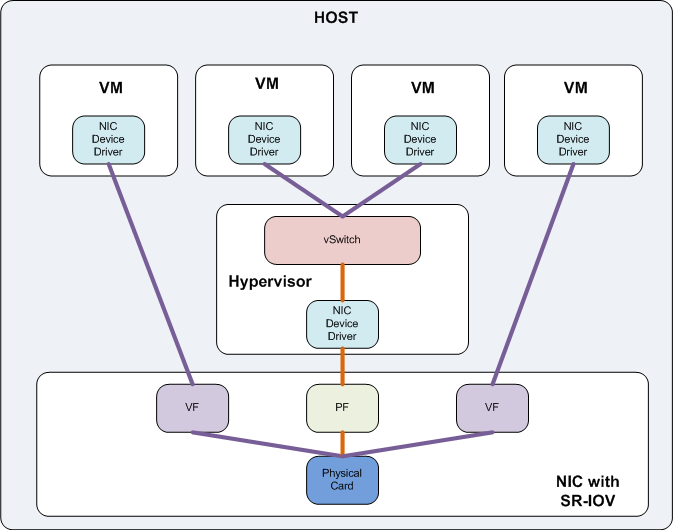 HOST
VM
NIC
Device
Driver
VM
NIC
Device
Driver
VM
NIC
Device
Driver
VM
NIC
Device
Driver
vSwitch
Hypervisor
NIC
Device
Driver
VF
PF
VF
Physical
Card
NIC with
SR-IOV